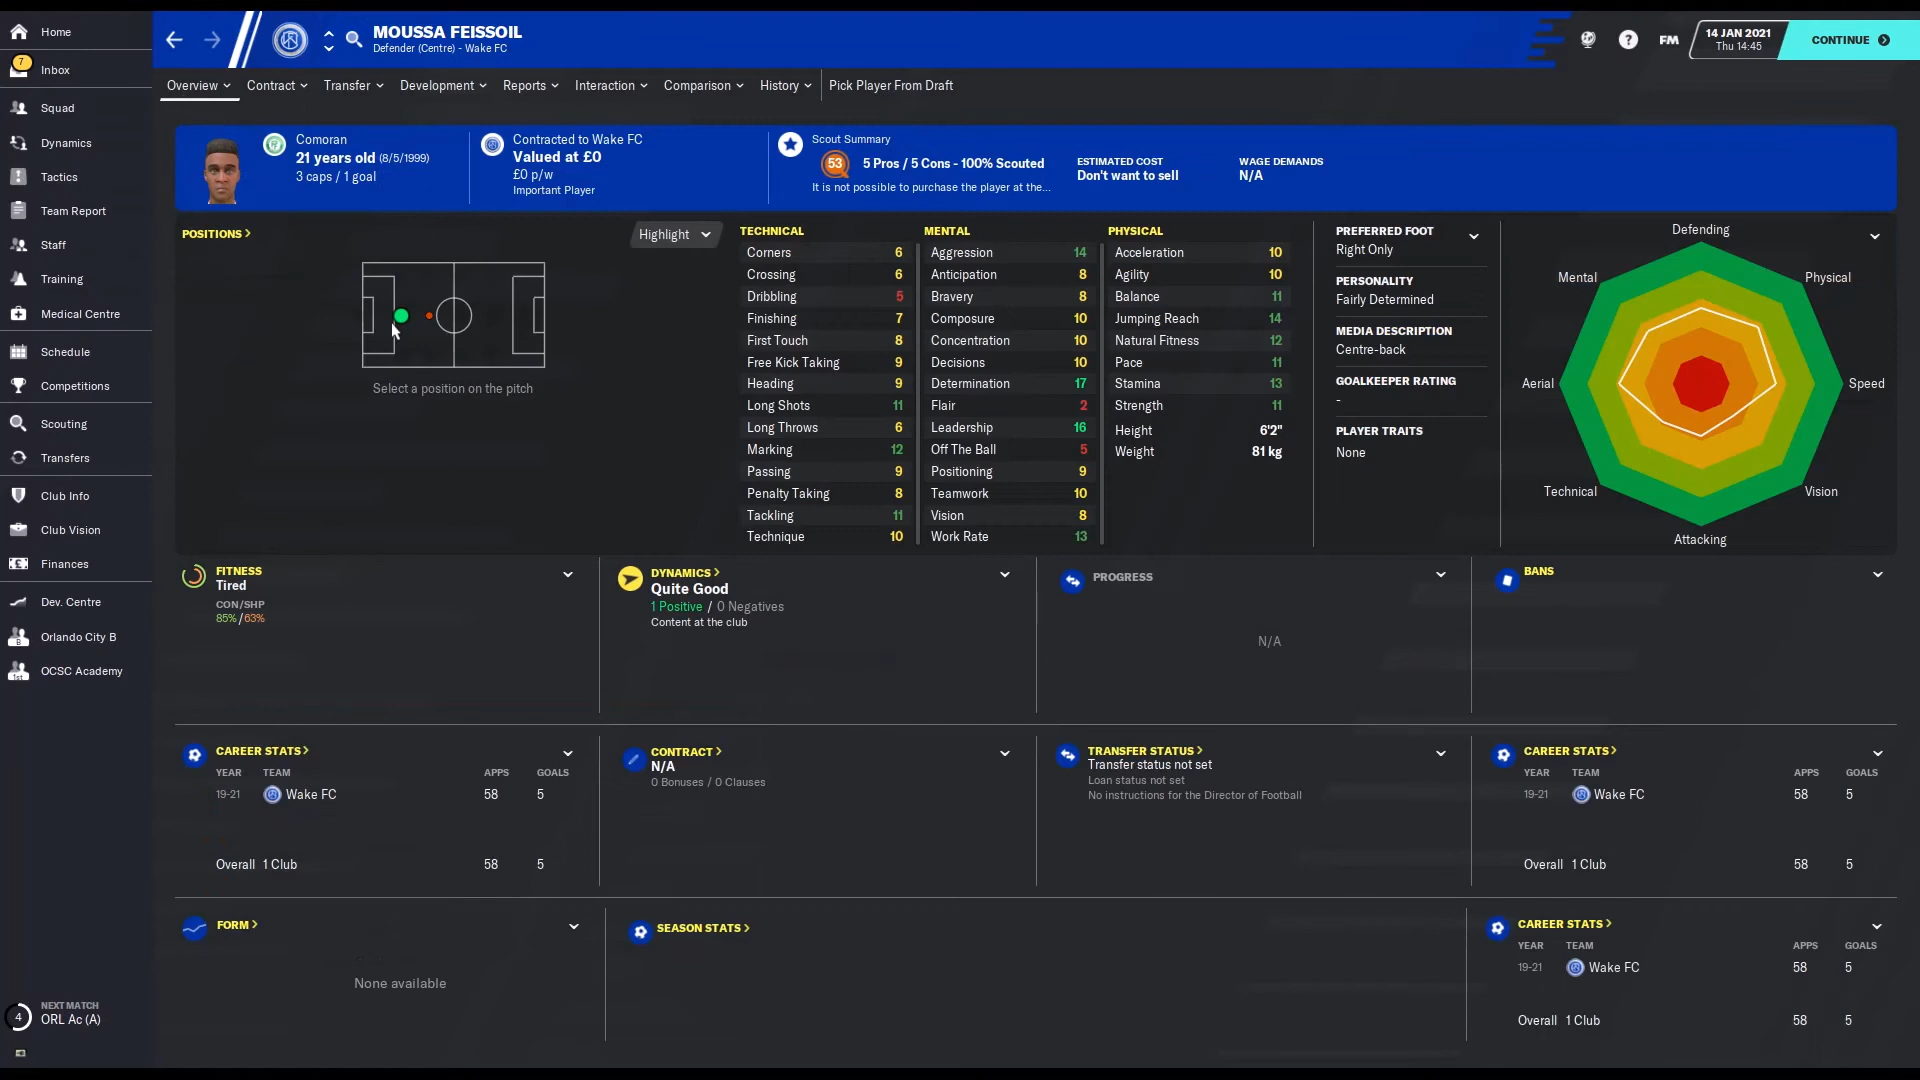 Home
7
Inbox
Squad
Dynamics
Tactics
Team Report
Staff
Training
Medical Centre
Schedule
Competitions
Scouting
Transfers
Club Info
Club Vision
Finances
Dev. Centre
B
Orlando City B
1st
OCSC Academy
4
NEXT MATCH
ORL Ac (A)
MOUSSA FEISSOIL
Defender (Centre) - Wake FC
?
FM
14 JAN 2021
Thu 14:45
CONTINUE
Overview
Contract
Transfer
Development
Reports
Interaction
Comparison
History
Pick Player From Draft
Comoran
21 years old (8/5/1999)
3 caps / 1 goal
Contracted to Wake FC
Valued at £0
£0 p/w
Important Player
Scout Summary
53
5 Pros / 5 Cons - 100% Scouted
It is not possible to purchase the player at the...
ESTIMATED COST
Don't want to sell
WAGE DEMANDS
N/A
POSITIONS >
Highlight
Select a position on the pitch
TECHNICAL
Corners 6
Crossing 6
Dribbling 5
Finishing 7
First Touch 8
Free Kick Taking 9
Heading 9
Long Shots 11
Long Throws 6
Marking 12
Passing 9
Penalty Taking 8
Tackling 11
Technique 10
MENTAL
Aggression 14
Anticipation 8
Bravery 8
Composure 10
Concentration 10
Decisions 10
Determination 17
Flair 2
Leadership 16
Off The Ball 5
Positioning 9
Teamwork 10
Vision 8
Work Rate 13
PHYSICAL
Acceleration 10
Agility 10
Balance 11
Jumping Reach 14
Natural Fitness 12
Pace 11
Stamina 13
Strength 11
Height 6'2"
Weight 81 kg
PREFERRED FOOT
Right Only
PERSONALITY
Fairly Determined
MEDIA DESCRIPTION
Centre-back
GOALKEEPER RATING
-
PLAYER TRAITS
None
Defending
Physical
Speed
Vision
Attacking
Technical
Aerial
Mental
FITNESS
Tired
CON/SHP
85%/63%
DYNAMICS >
Quite Good
1 Positive / 0 Negatives
Content at the club
PROGRESS
N/A
BANS
CAREER STATS >
YEAR TEAM APPS GOALS
19-21 Wake FC 58 5
Overall 1 Club 58 5
CONTRACT >
N/A
0 Bonuses / 0 Clauses
TRANSFER STATUS >
Transfer status not set
Loan status not set
No instructions for the Director of Football
CAREER STATS >
YEAR TEAM APPS GOALS
19-21 Wake FC 58 5
Overall 1 Club 58 5
FORM >
None available
SEASON STATS >
CAREER STATS >
YEAR TEAM APPS GOALS
19-21 Wake FC 58 5
Overall 1 Club 58 5